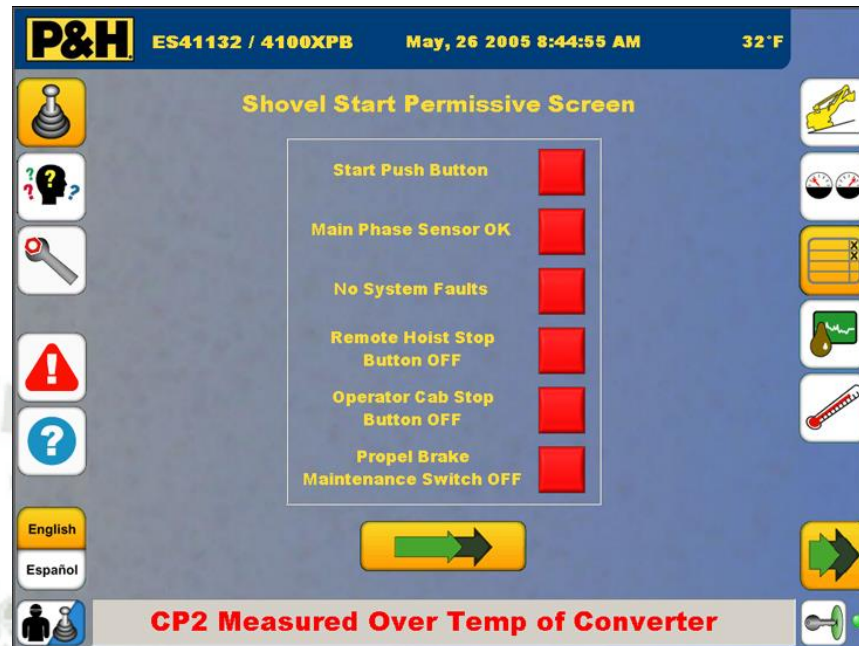 P&H ES41132 / 4100XPB May, 26 2005 8:44:55 AM 32°F
Shovel Start Permissive Screen
Start Push Button
Main Phase Sensor OK
No System Faults
Remote Hoist Stop
Button OFF
Operator Cab Stop
Button OFF
Propel Brake
Maintenance Switch OFF
English
Español
CP2 Measured Over Temp of Converter